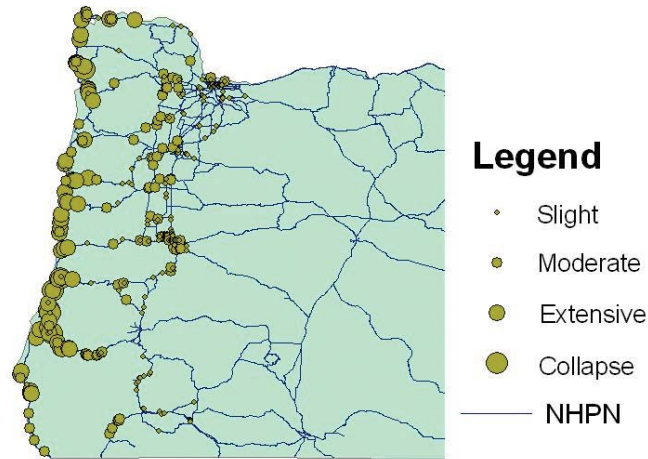 Legend
Slight
Moderate
Extensive
Collapse
NHPN